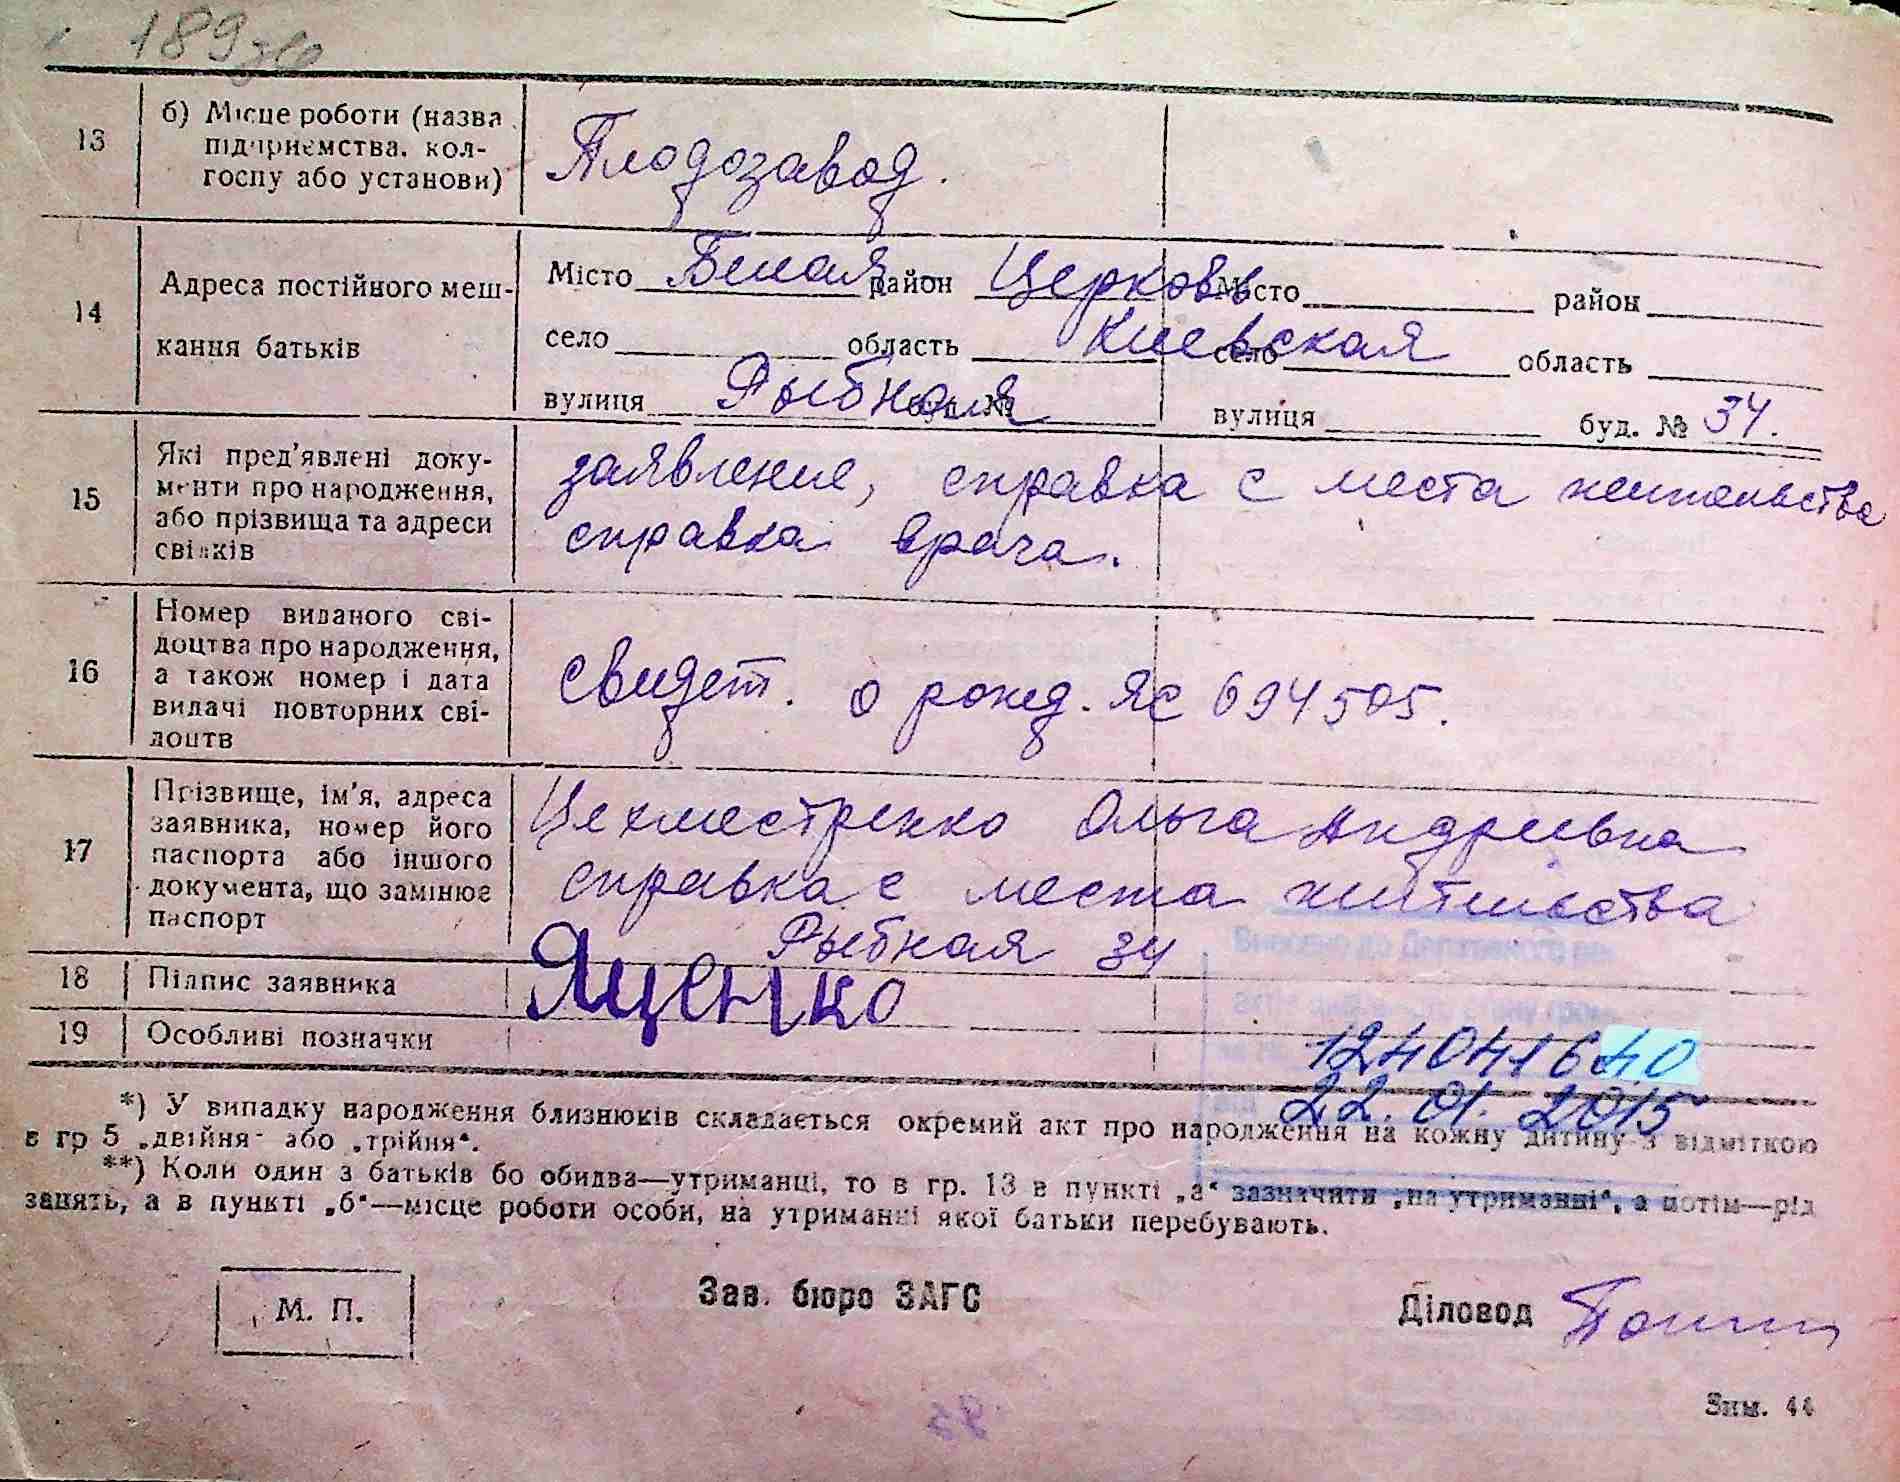 189
13
б) Місце роботи (назва
підприємства, кол-
госпу або установи)
Плодозавод.
14
Адреса постійного меш-
кання батьків
Місто Белая район Церковь Місто район
село область Киевская село область
вулиця Рыбная буд. № вулиця буд. № 34.
15
Які пред'явлені доку-
менти про народження,
або прізвища та адреси
свідків
заявление, справка с места жительства
справка врача.
16
Номер виданого сві-
доцтва про народження,
а також номер і дата
видачі повторних сві-
доцтв
свидет. о рожд. ЯС 694505.
17
Прізвище, ім'я, адреса
заявника, номер його
паспорта або іншого
документа, що замінює
паспорт
Цехместренко Ольга Андреевна
справка с места жительства
Рыбная 34
18 Підпис заявника Яценко
19 Особливі позначки
Внесено до Державного
12404164.0
22.01.2015
*) У випадку народження близнюків складається окремий акт про народження на кожну дитину з відміткою
в гр 5 „двійня" або „трійня".
**) Коли один з батьків бо обидва—утриманці, то в гр. 13 в пункті „а" зазначити „на утриманні", а потім—рід
занять, а в пункті „б"—місце роботи особи, на утриманні якої батьки перебувають.
М. П.
Зав. бюро ЗАГС
Діловод
Зим. 44